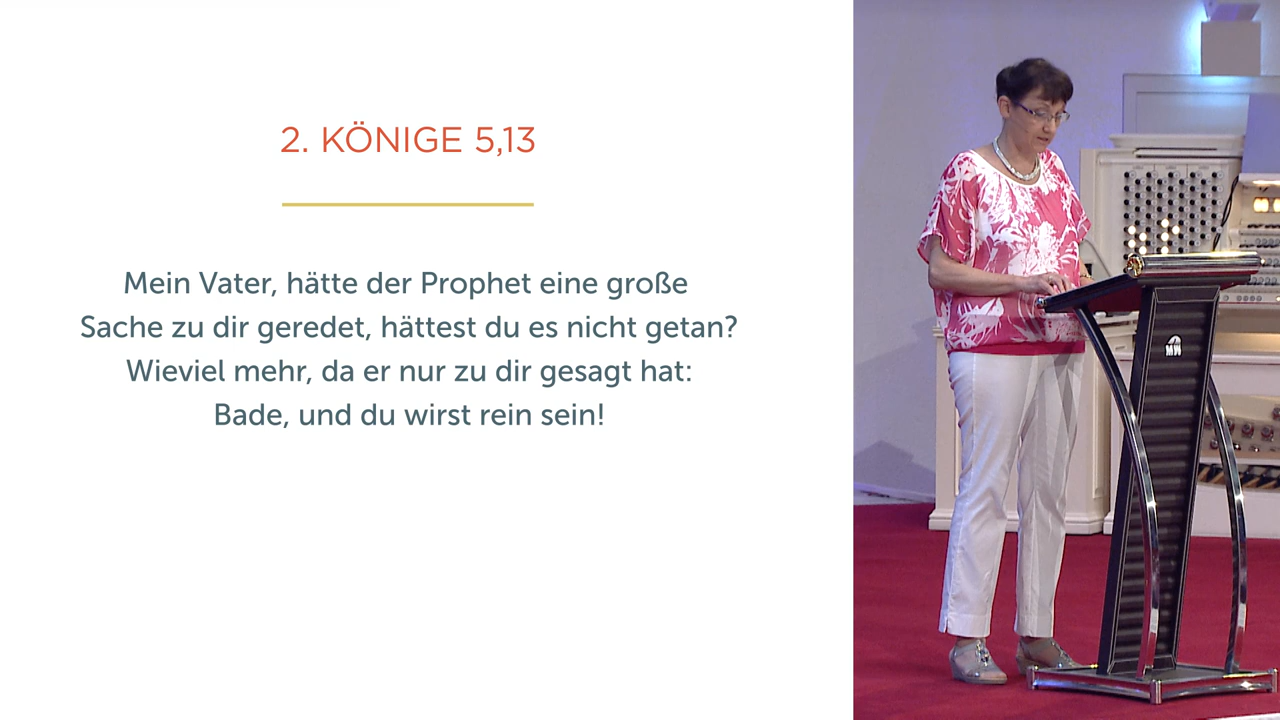 2. KÖNIGE 5,13
Mein Vater, hätte der Prophet eine große
Sache zu dir geredet, hättest du es nicht getan?
Wieviel mehr, da er nur zu dir gesagt hat:
Bade, und du wirst rein sein!
MW